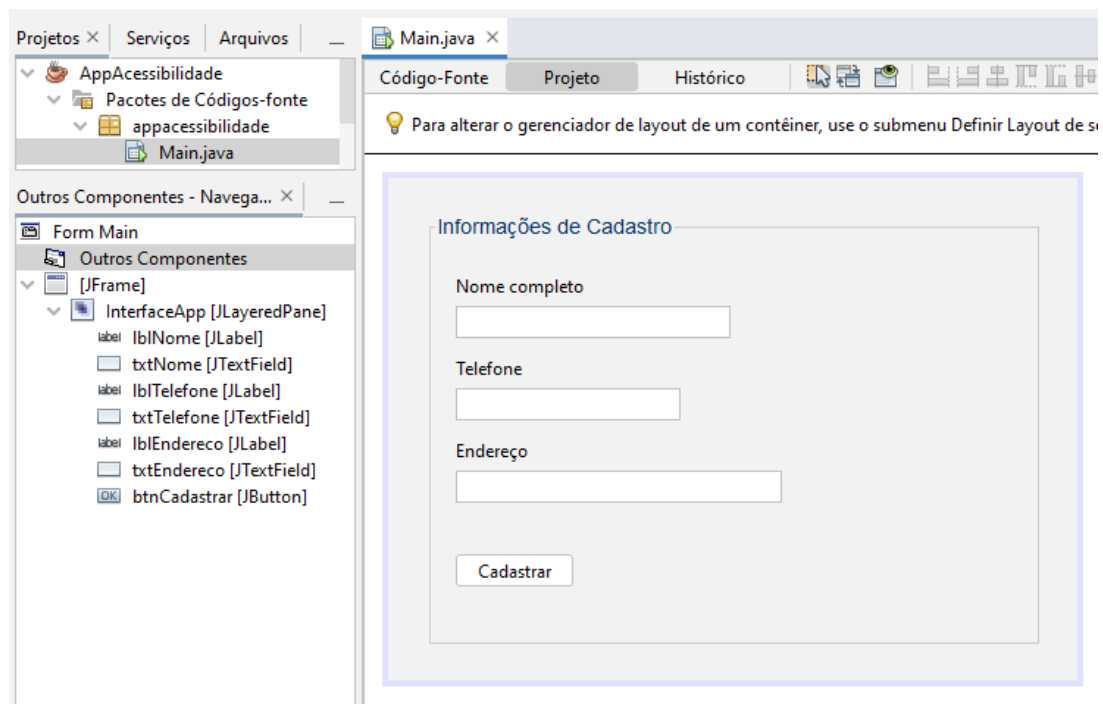 Projetos Serviços Arquivos
AppAcessibilidade
Pacotes de Códigos-fonte
appacessibilidade
Main.java
Outros Componentes - Navega...
Form Main
Outros Componentes
[JFrame]
InterfaceApp [JLayeredPane]
label lblNome [JLabel]
txtNome [JTextField]
label lblTelefone [JLabel]
txtTelefone [JTextField]
label lblEndereco [JLabel]
txtEndereco [JTextField]
OK btnCadastrar [JButton]
Main.java
Código-Fonte Projeto Histórico
Para alterar o gerenciador de layout de um contêiner, use o submenu Definir Layout de
Informações de Cadastro
Nome completo
Telefone
Endereço
Cadastrar